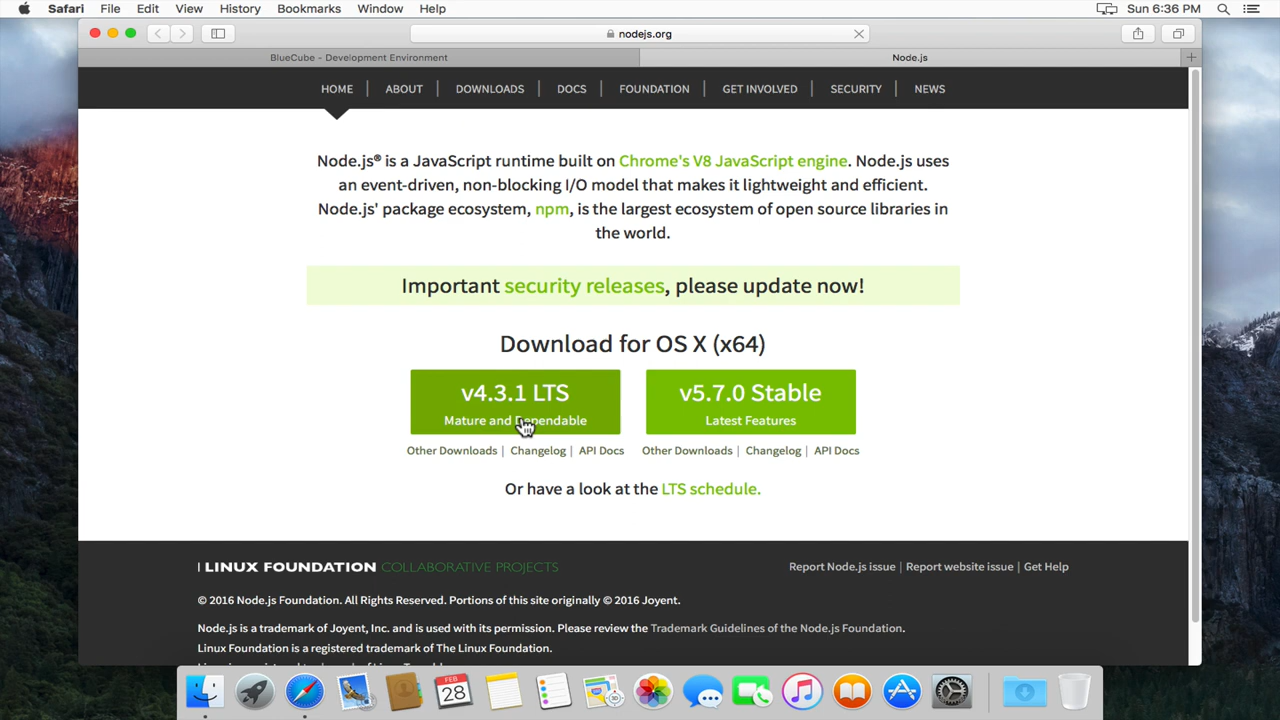 Safari File Edit View History Bookmarks Window Help Sun 6:36 PM
nodejs.org
BlueCube - Development Environment Node.js
HOME ABOUT DOWNLOADS DOCS FOUNDATION GET INVOLVED SECURITY NEWS
Node.js® is a JavaScript runtime built on Chrome's V8 JavaScript engine. Node.js uses
an event-driven, non-blocking I/O model that makes it lightweight and efficient.
Node.js' package ecosystem, npm, is the largest ecosystem of open source libraries in
the world.
Important security releases, please update now!
Download for OS X (x64)
v4.3.1 LTS v5.7.0 Stable
Mature and Dependable Latest Features
Other Downloads | Changelog | API Docs Other Downloads | Changelog | API Docs
Or have a look at the LTS schedule.
LINUX FOUNDATION COLLABORATIVE PROJECTS Report Node.js issue | Report website issue | Get Help
© 2016 Node.js Foundation. All Rights Reserved. Portions of this site originally © 2016 Joyent.
Node.js is a trademark of Joyent, Inc. and is used with its permission. Please review the Trademark Guidelines of the Node.js Foundation.
Linux Foundation is a registered trademark of The Linux Foundation.
FEB
28